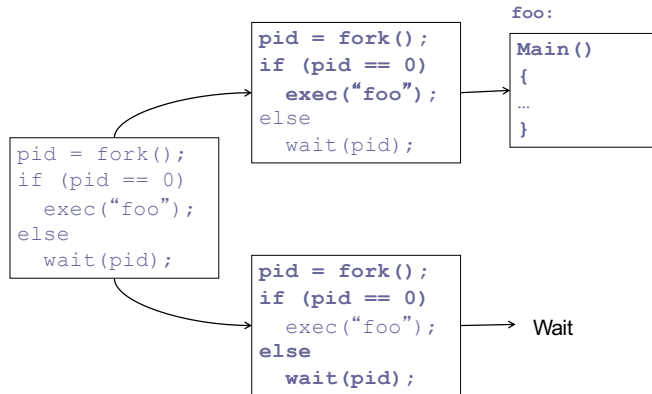 pid = fork();
if (pid == 0)
  exec(“foo”);
else
  wait(pid);
pid = fork();
if (pid == 0)
  exec(“foo”);
else
  wait(pid);
foo:
Main()
{
…
}
pid = fork();
if (pid == 0)
  exec(“foo”);
else
  wait(pid);
Wait